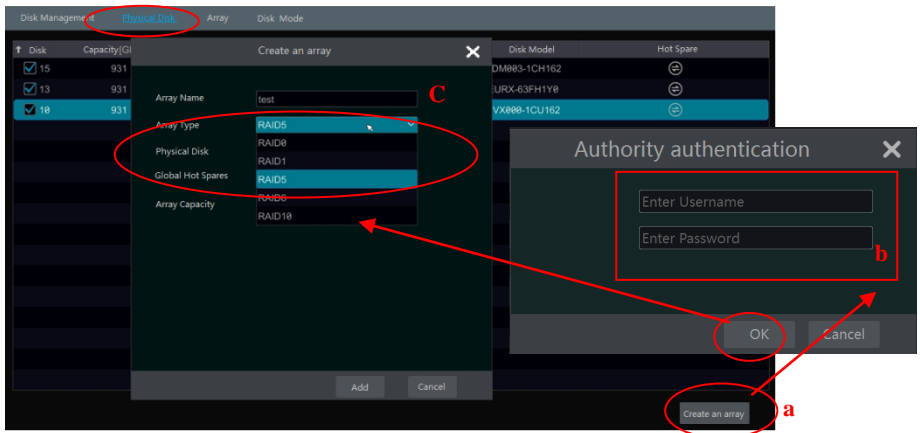 Disk Management Physical Disk Array Disk Mode
Disk Capacity[GB Disk Model Hot Spare
15 931 DM003-1CH162
13 931 EURX-63FH1Y0
10 931 VX000-1CU162
Create an array
Array Name test
Array Type RAID5
Physical Disk
Global Hot Spares
Array Capacity
RAID0
RAID1
RAID5
RAID6
RAID10
Add Cancel
C
Authority authentication
Enter Username
Enter Password
b
OK Cancel
Create an array
a